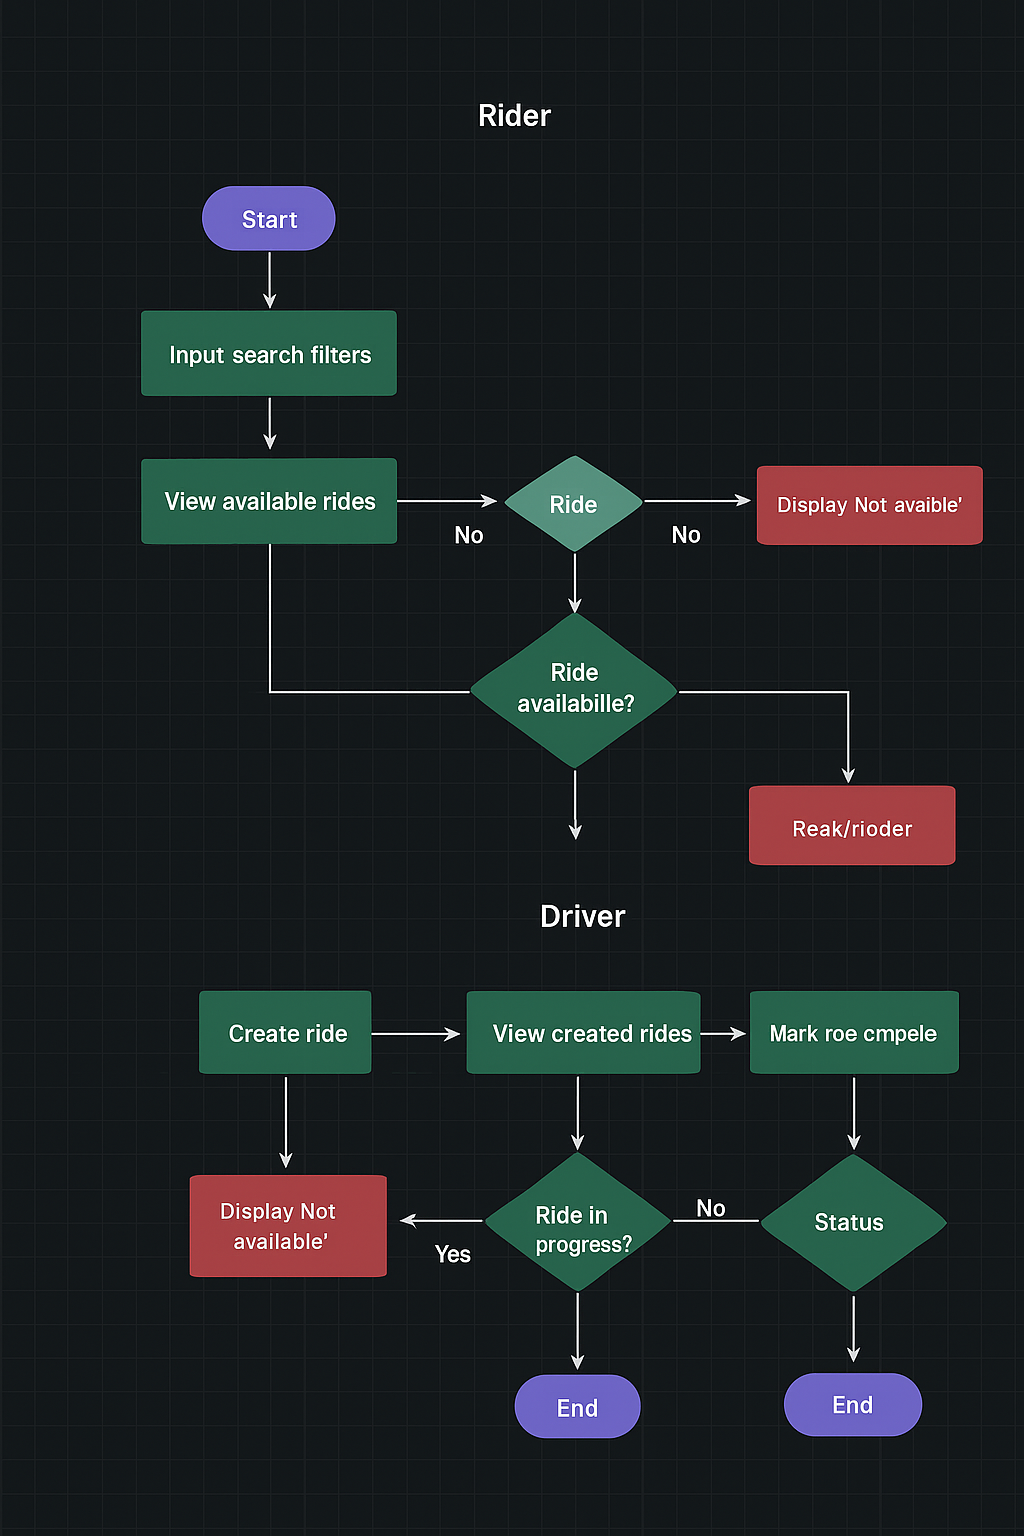 Rider
Start
Input search filters
View available rides
No
Ride
No
Display Not avaible'
Ride
availabille?
Reak/rioder
Driver
Create ride
View created rides
Mark roe cmpele
Display Not
available'
Yes
Ride in
progress?
No
Status
End
End